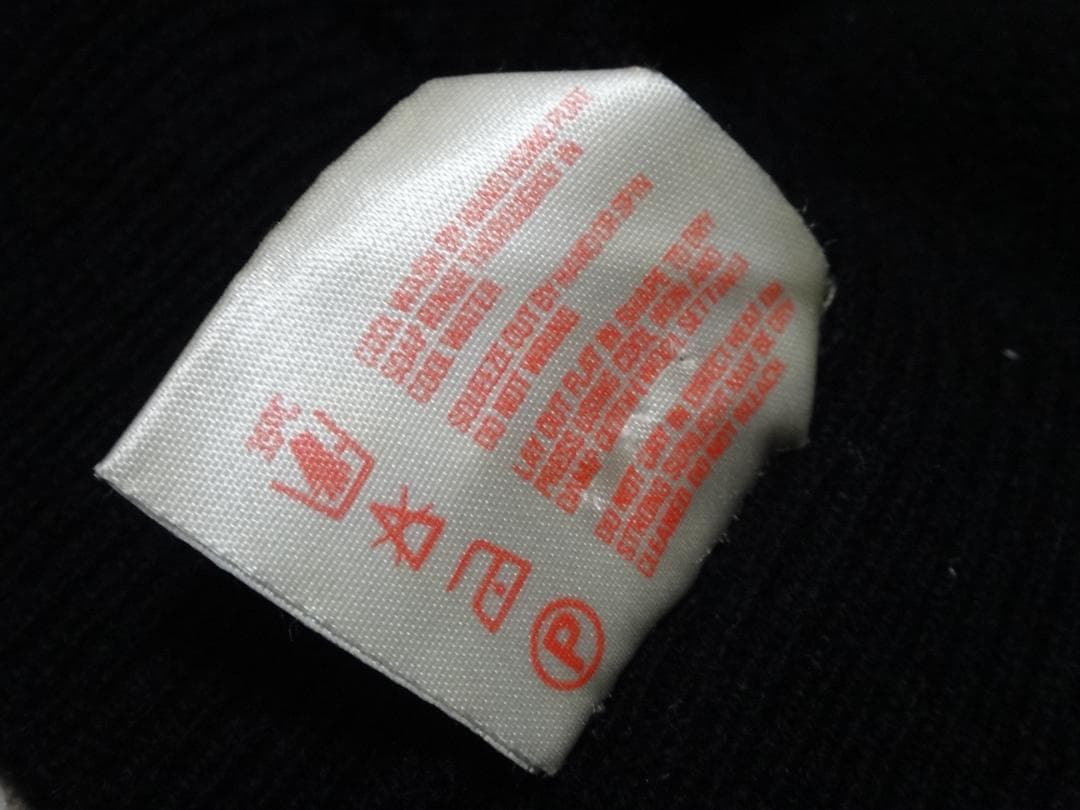 COOL WASH BY HAND USING PURE
SOAP RINSE THOROUGHLY IN
COOL WATER
SQUEEZE OUT BY HAND OR SPIN
DO NOT WRING
LAY OUT FLAT IN SHAPE TO DRY
PRESS USING COOL IRON AND
DAMP CLOTH (WOOL SETTING)
DO NOT DRY IN DIRECT HEAT OR
STRONG SUNLIGHT MAY BE DRY
CLEANED DO NOT BLEACH
30°C
P